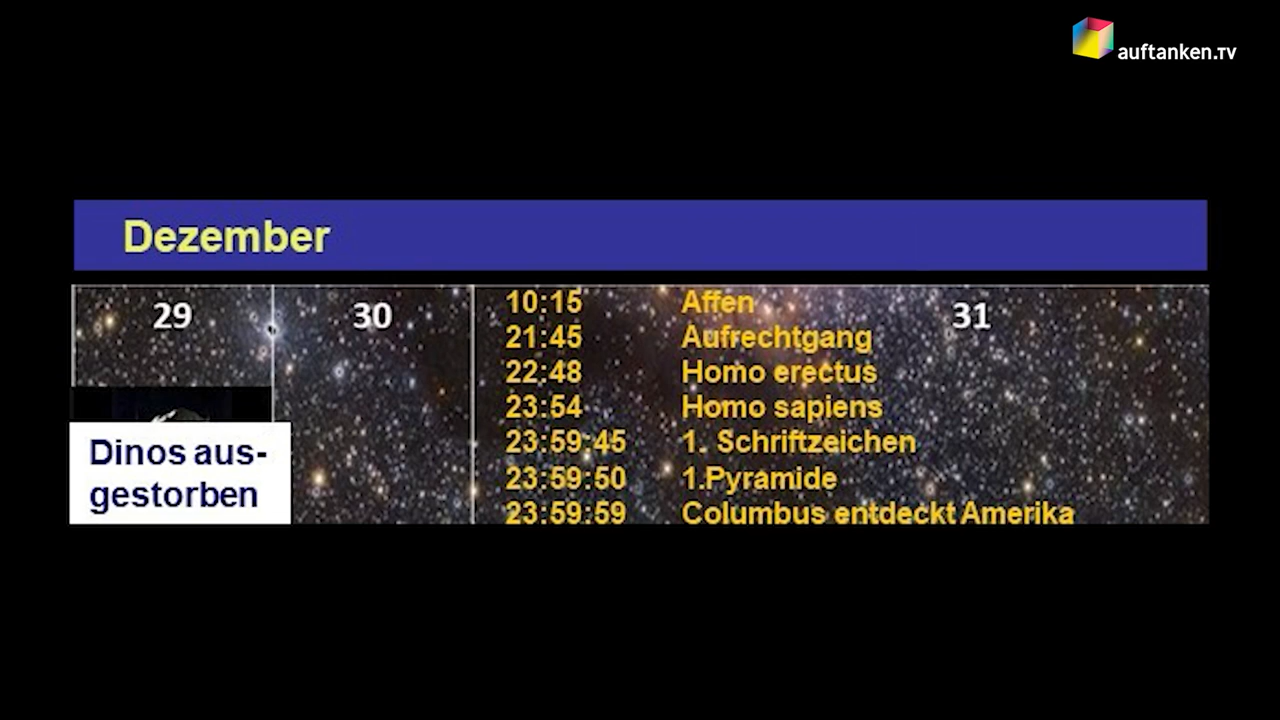 auftanken.TV
Dezember
29
Dinos aus-
gestorben
30
31
10:15 Affen
21:45 Aufrechtgang
22:48 Homo erectus
23:54 Homo sapiens
23:59:45 1. Schriftzeichen
23:59:50 1.Pyramide
23:59:59 Columbus entdeckt Amerika